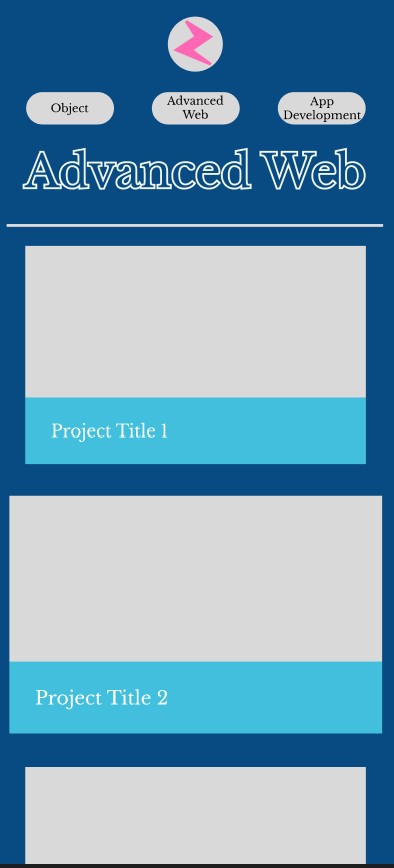 Object
Advanced
Web
App
Development
Advanced Web
Project Title 1
Project Title 2